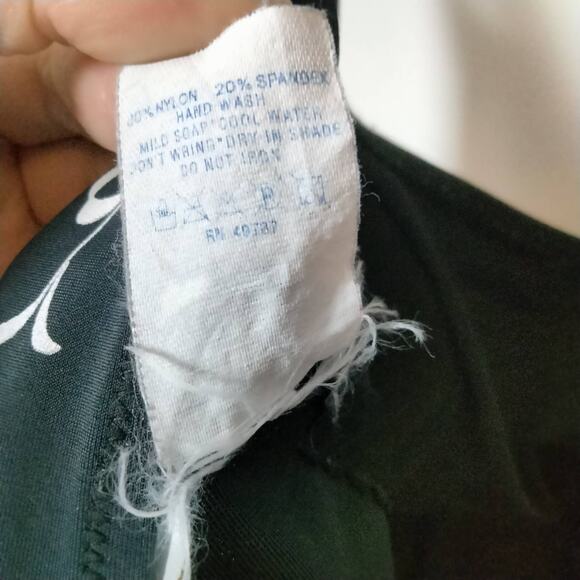 80% NYLON 20% SPANDEX
HAND WASH
MILD SOAP" COOL WATER
DON'T WRING" DRY IN SHADE
DO NOT IRON
P
RN 49737